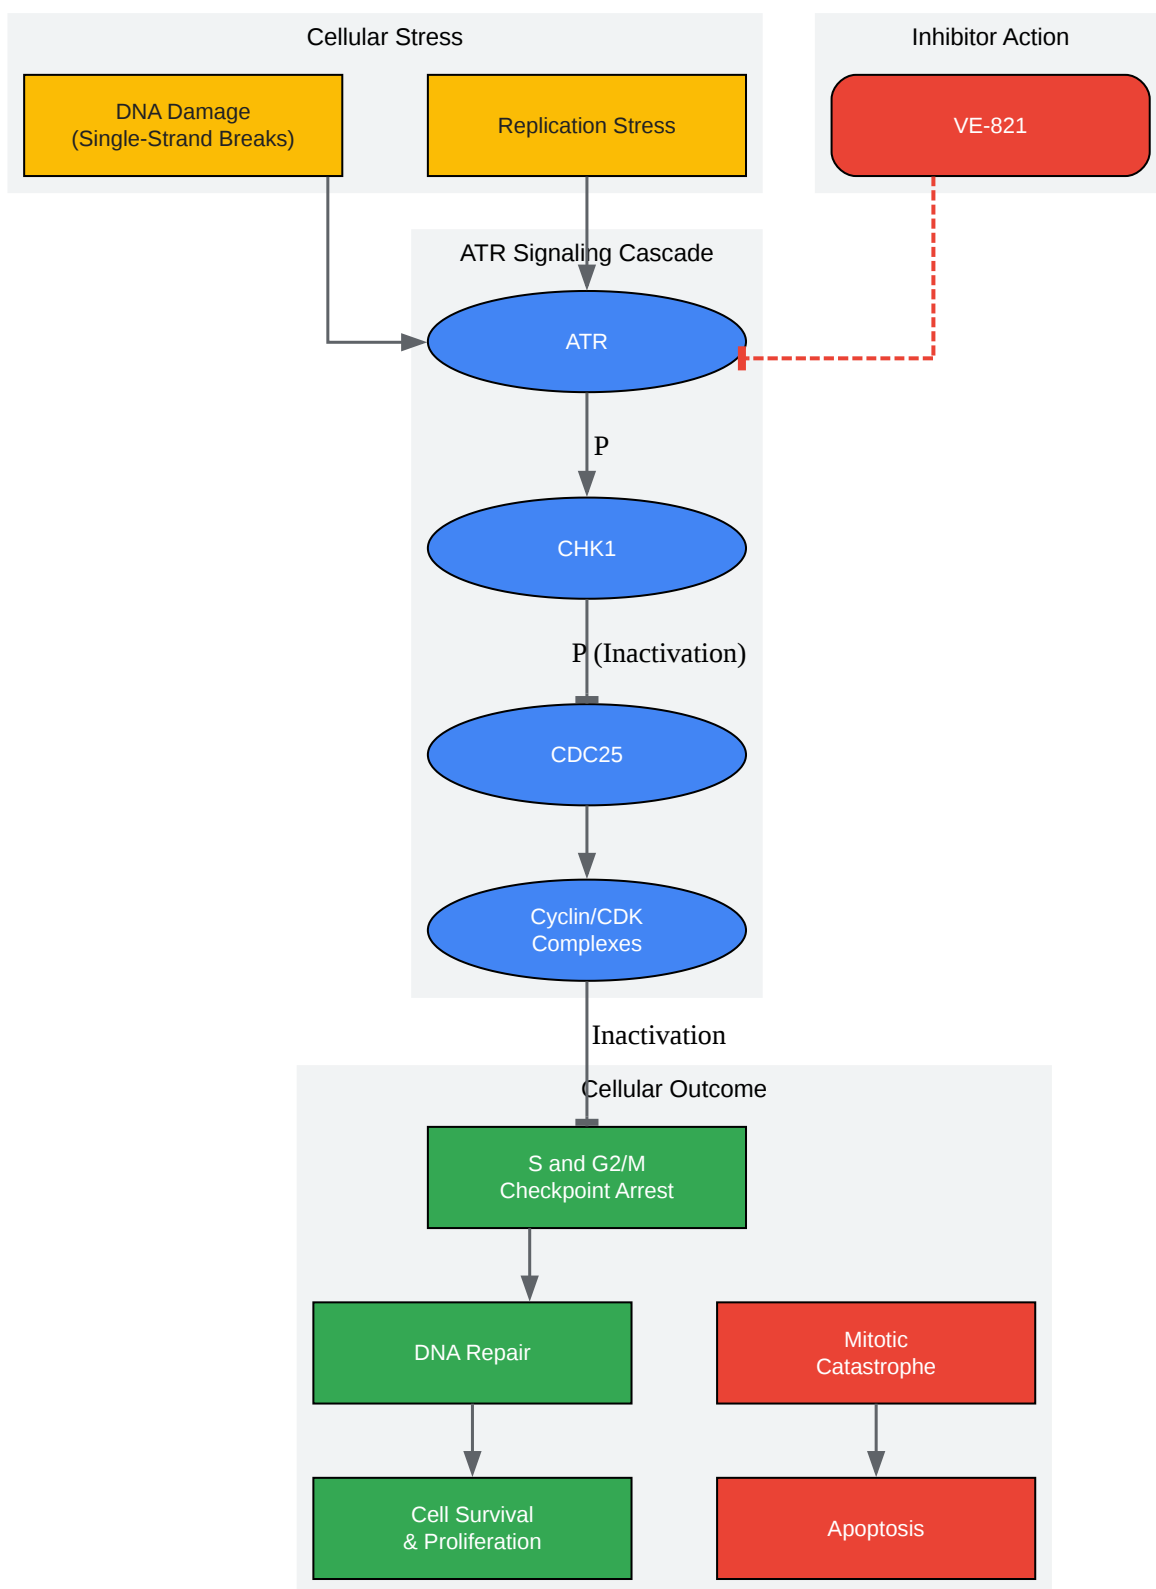 Cellular Stress
Inhibitor Action
DNA Damage
(Single-Strand Breaks)
Replication Stress
VE-821
ATR Signaling Cascade
ATR
P
CHK1
P (Inactivation)
CDC25
Cyclin/CDK
Complexes
Inactivation
Cellular Outcome
S and G2/M
Checkpoint Arrest
DNA Repair
Mitotic
Catastrophe
Cell Survival
& Proliferation
Apoptosis